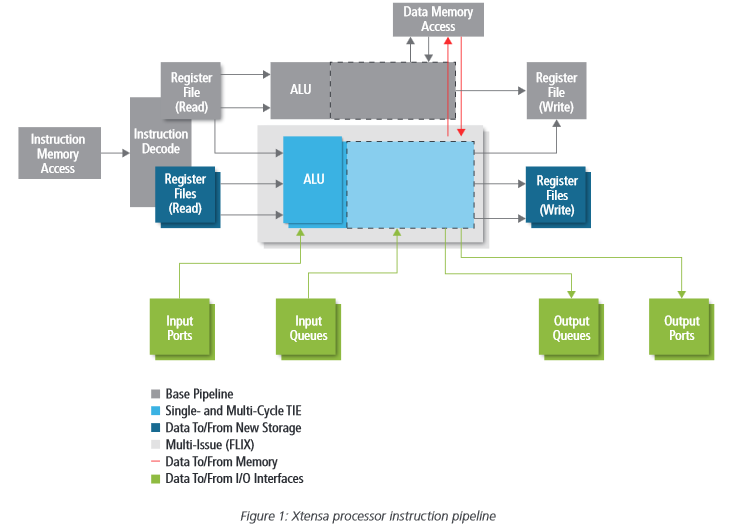 Data Memory
Access
Register
File
(Read)
ALU
Register
File
(Write)
Instruction
Memory
Access
Instruction
Decode
Register
Files
(Read)
ALU
Register
Files
(Write)
Input
Ports
Input
Queues
Output
Queues
Output
Ports
Base Pipeline
Single- and Multi-Cycle TIE
Data To/From New Storage
Multi-Issue (FLIX)
Data To/From Memory
Data To/From I/O Interfaces
Figure 1: Xtensa processor instruction pipeline